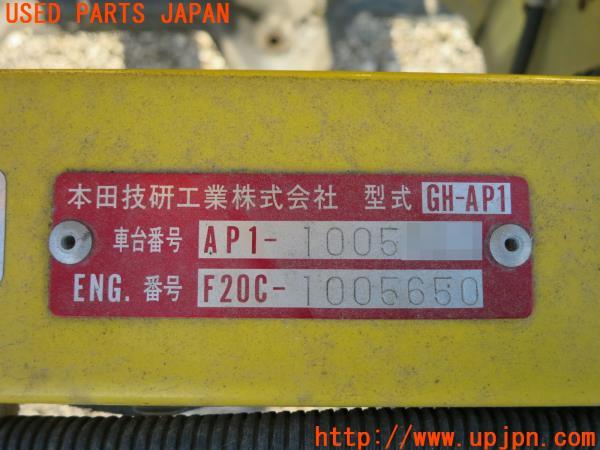 USED PARTS JAPAN
本田技研工業株式会社 型式 GH-AP1
車台番号 AP1-1005
ENG. 番号 F20C-1005650
UPJ http://www.upjpn.com/